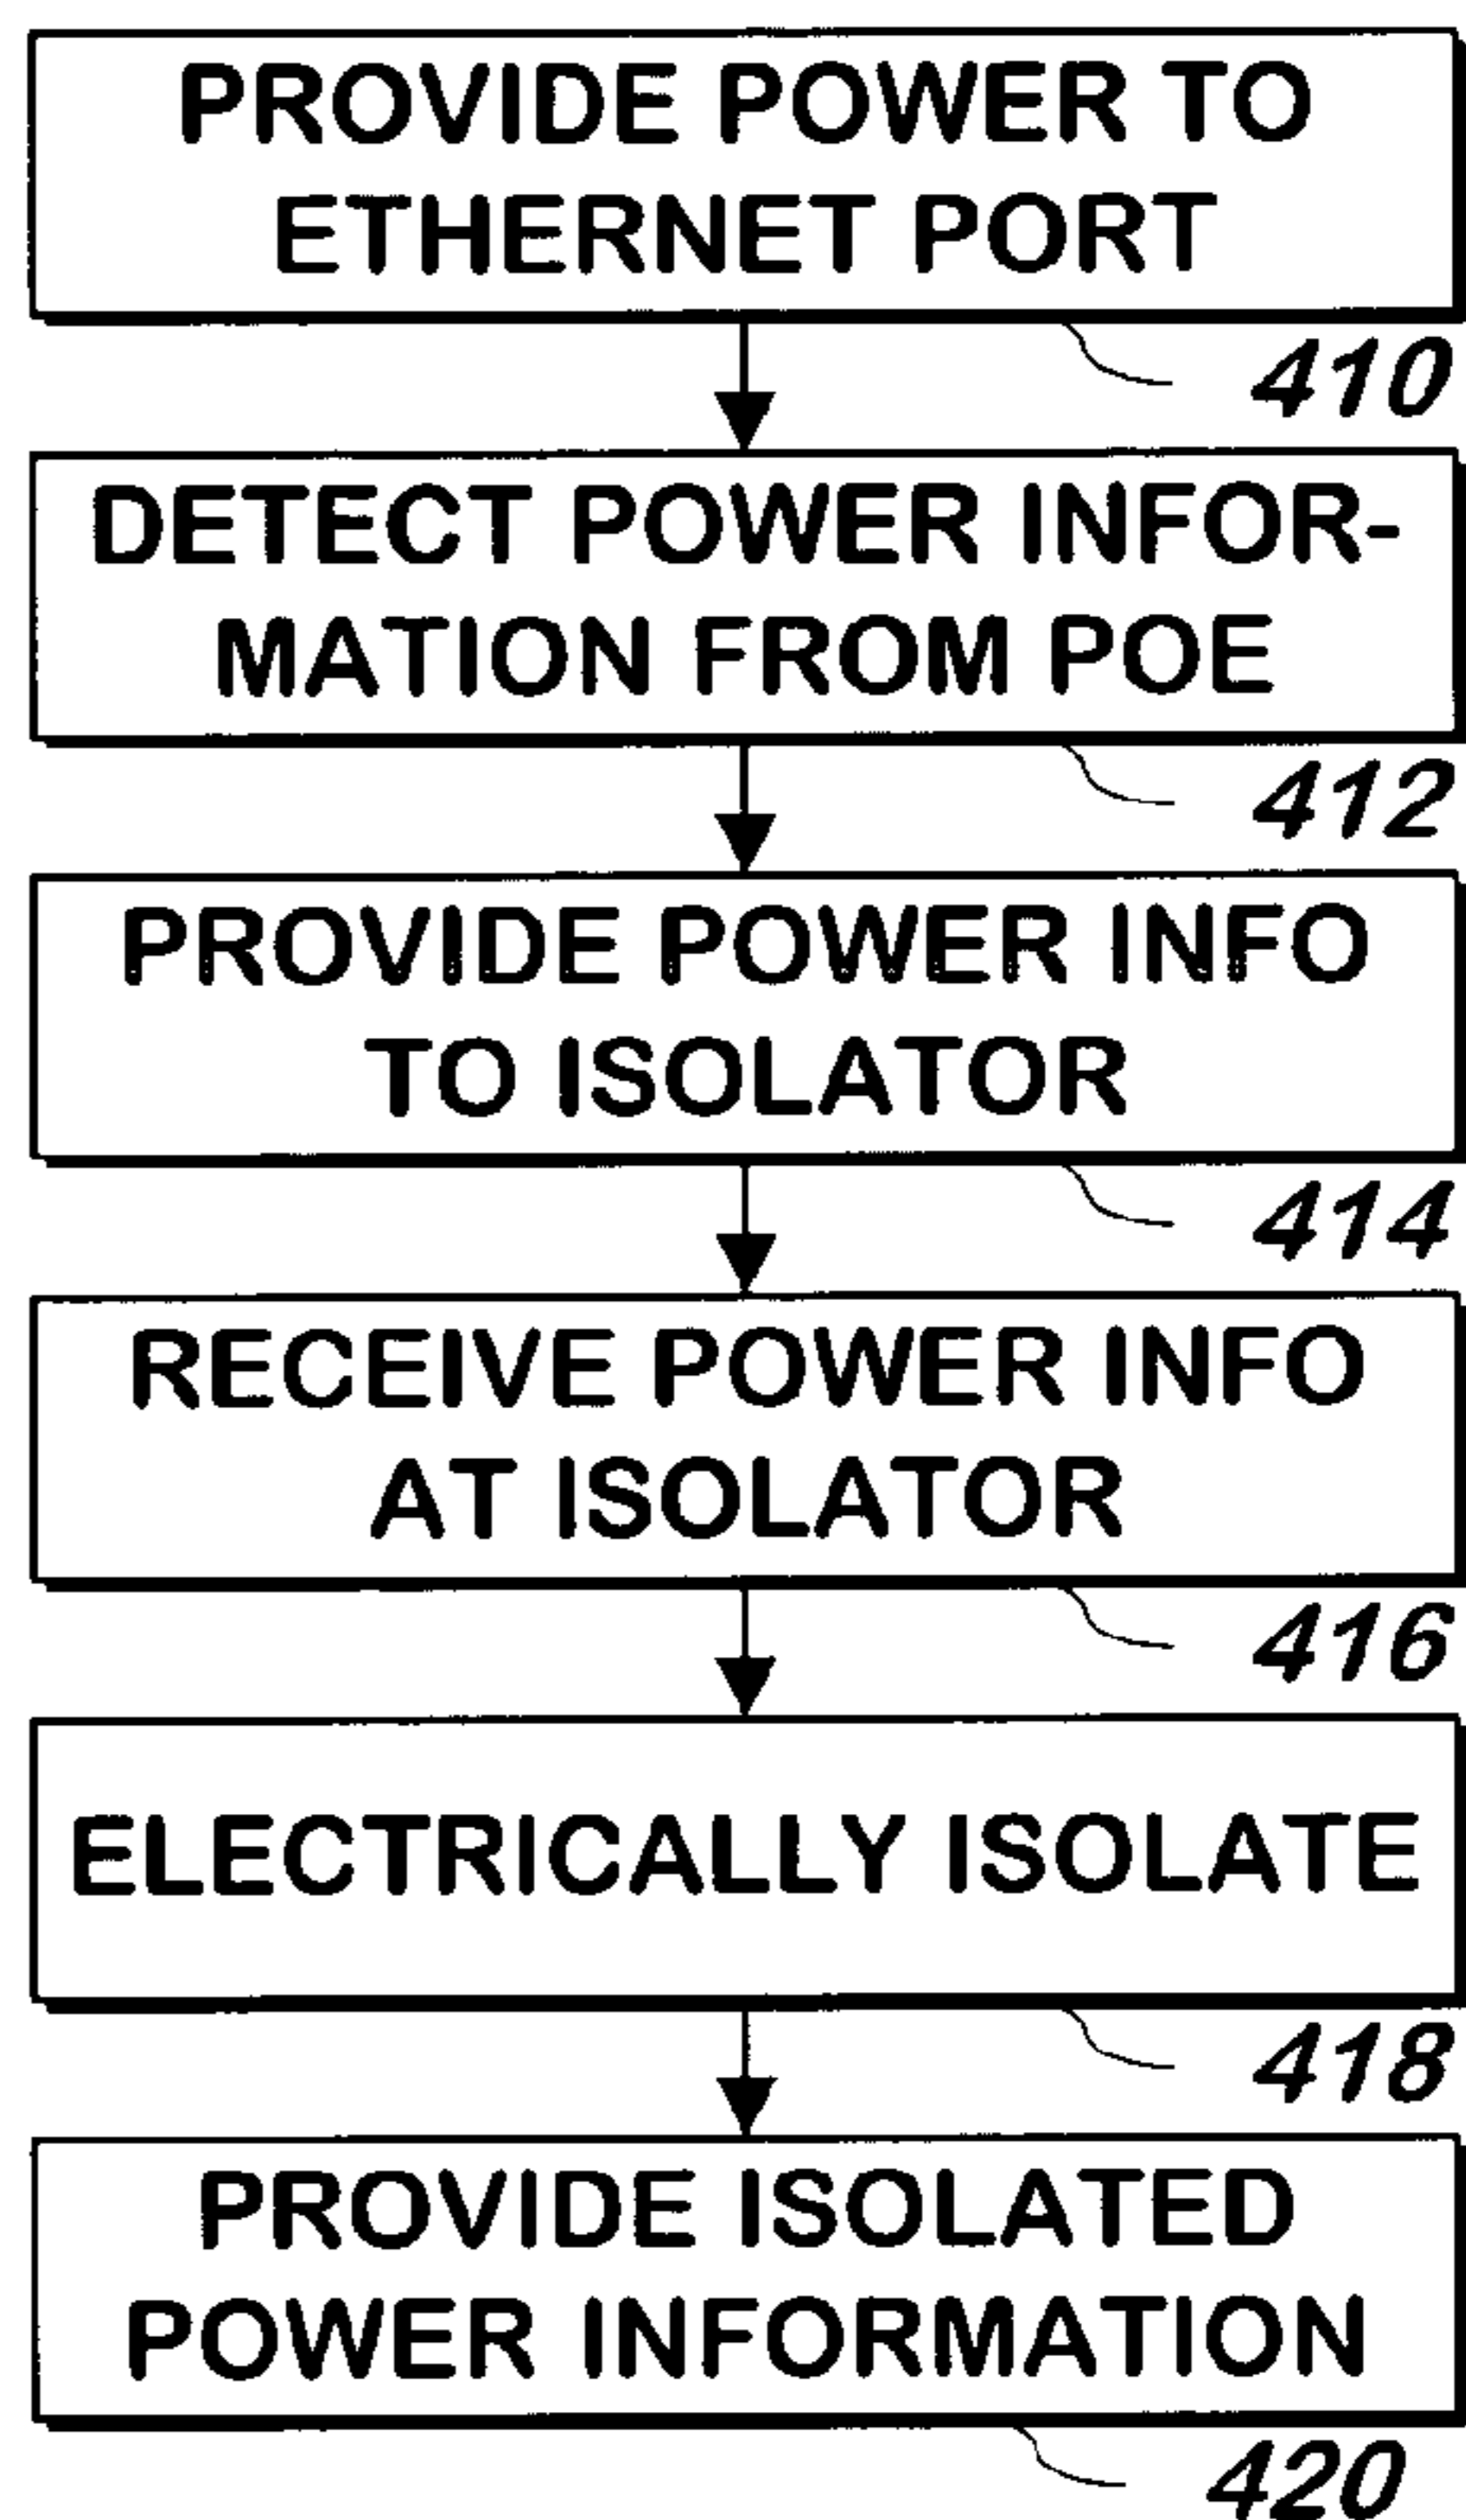 PROVIDE POWER TO
ETHERNET PORT
410
DETECT POWER INFOR-
MATION FROM POE
412
PROVIDE POWER INFO
TO ISOLATOR
414
RECEIVE POWER INFO
AT ISOLATOR
416
ELECTRICALLY ISOLATE
418
PROVIDE ISOLATED
POWER INFORMATION
420